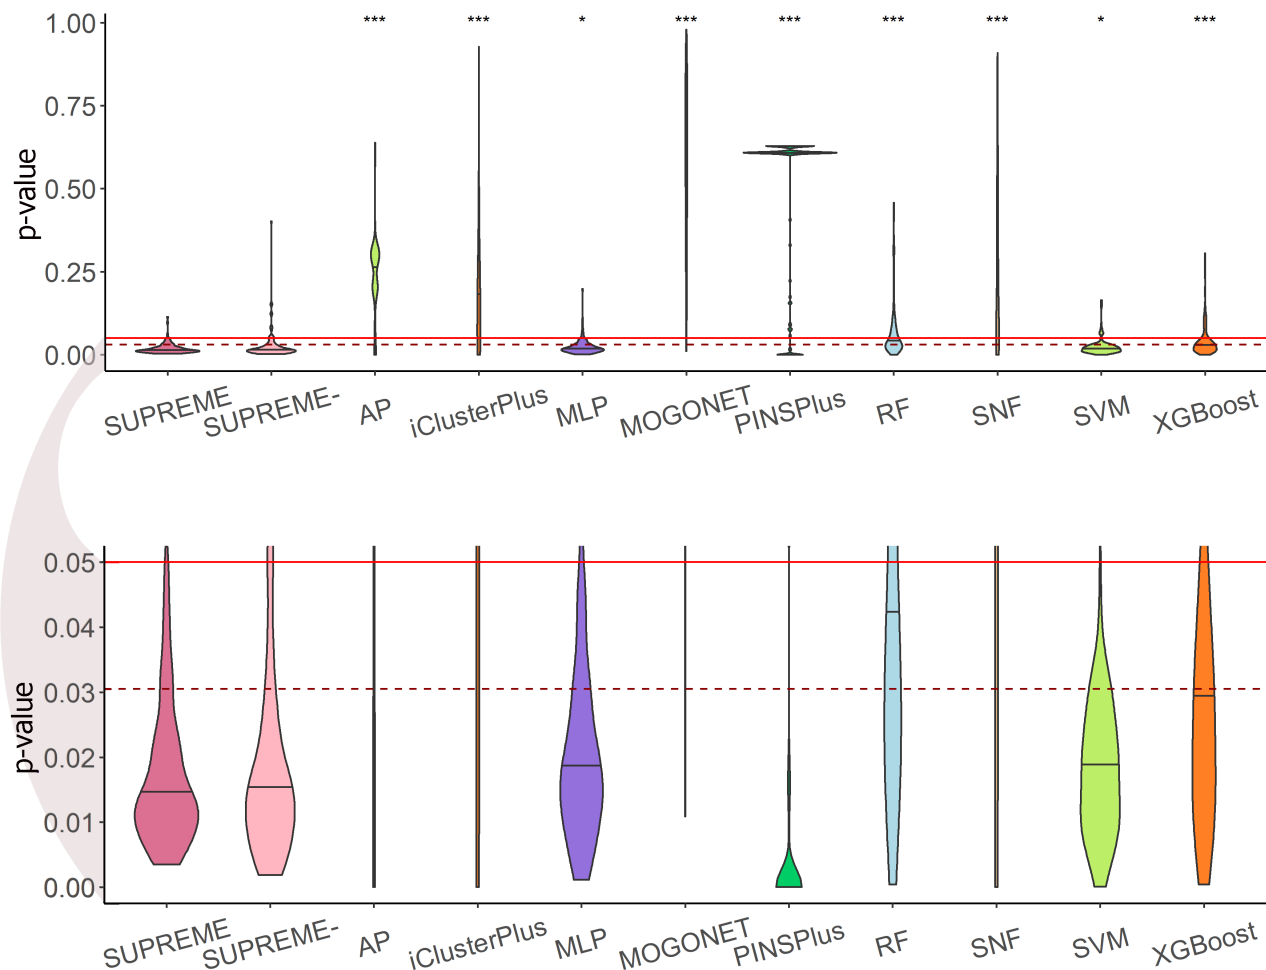 *** *** * *** *** *** *** * ***
1.00
0.75
0.50
0.25
0.00
p-value
SUPREME SUPREME- AP iClusterPlus MLP MOGONET PINSPlus RF SNF SVM XGBoost
0.05
0.04
0.03
0.02
0.01
0.00
p-value
SUPREME SUPREME- AP iClusterPlus MLP MOGONET PINSPlus RF SNF SVM XGBoost